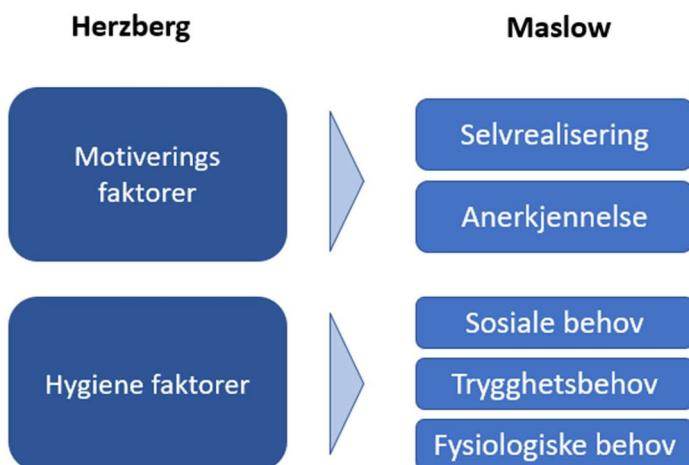 Herzberg
Maslow
Motiverings
faktorer
Selvrealisering
Anerkjennelse
Hygiene faktorer
Sosiale behov
Trygghetsbehov
Fysiologiske behov